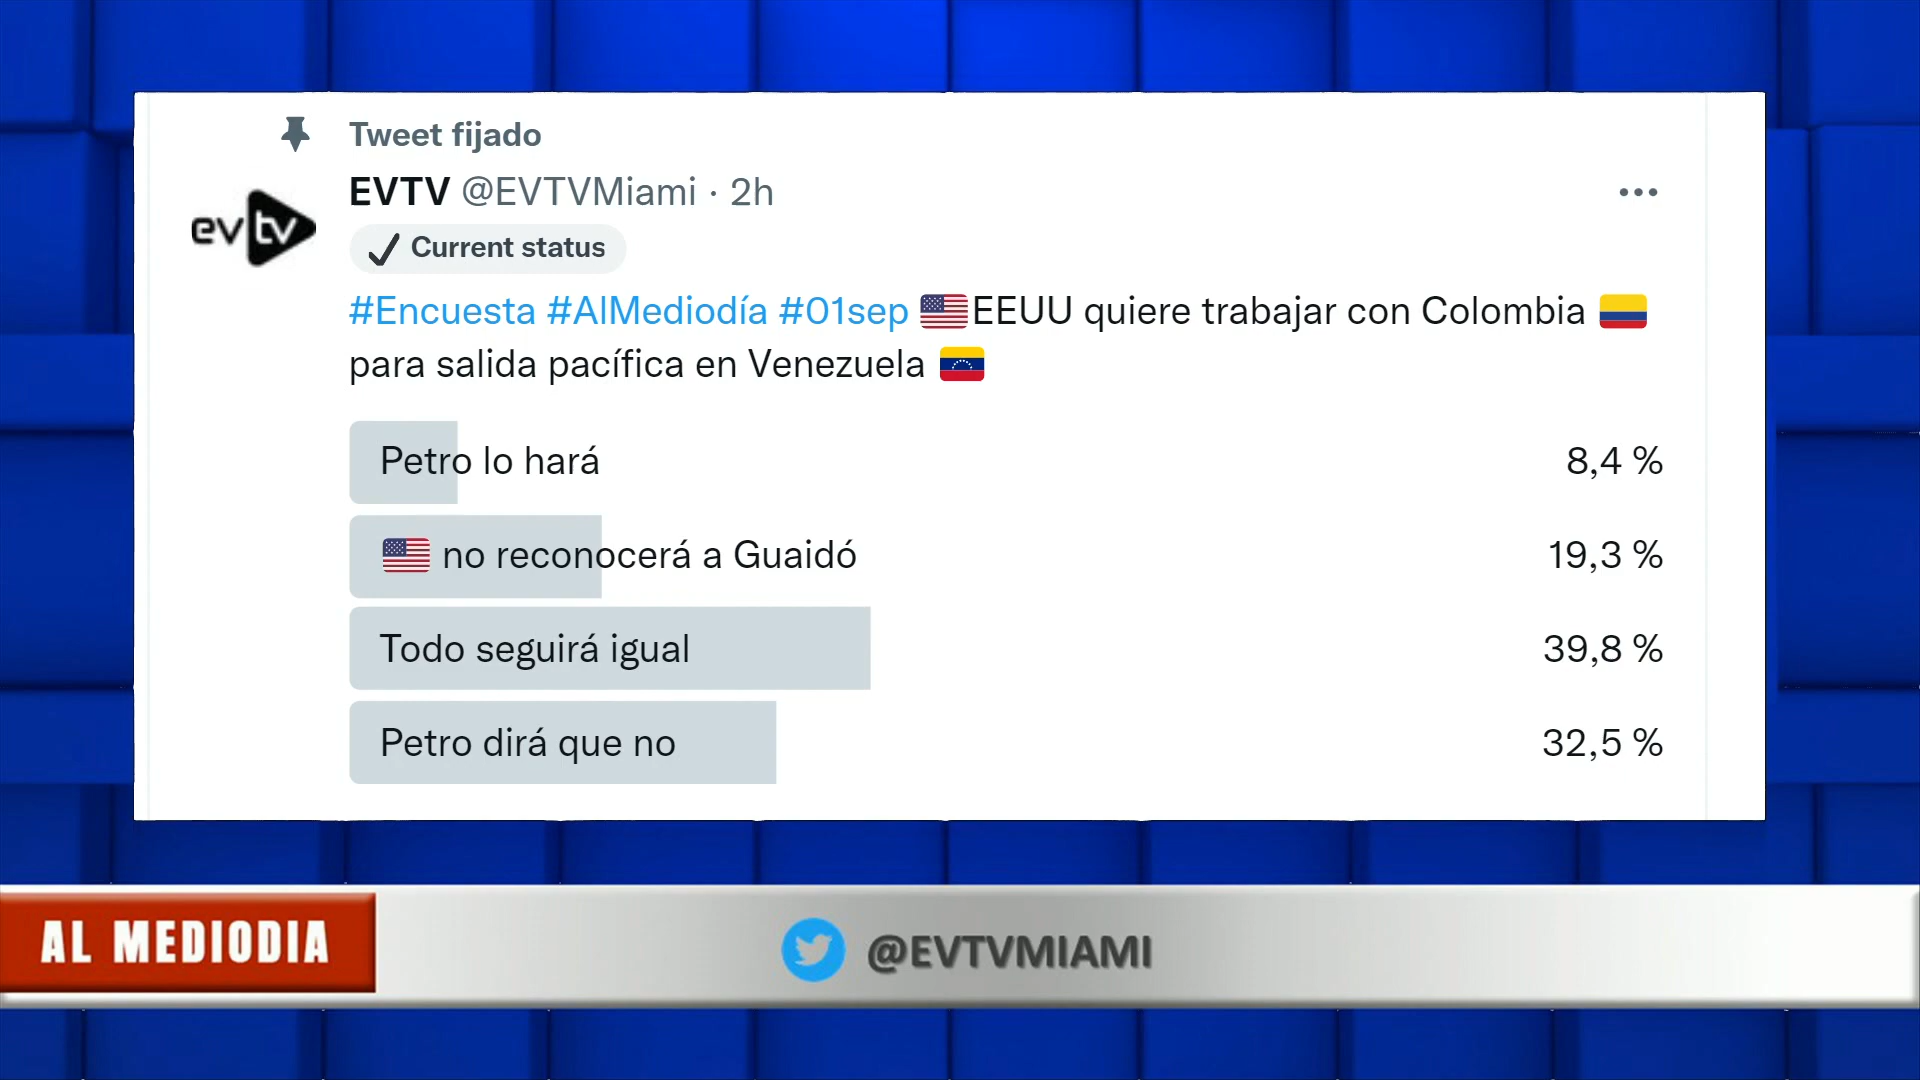 Tweet fijado
EVTV @EVTVMiami · 2h
evtv
Current status
#Encuesta #AlMediodía #01sep 🇺🇸EEUU quiere trabajar con Colombia 🇨🇴
para salida pacífica en Venezuela 🇻🇪
Petro lo hará 8,4 %
🇺🇸 no reconocerá a Guaidó 19,3 %
Todo seguirá igual 39,8 %
Petro dirá que no 32,5 %
AL MEDIODIA
@EVTVMIAMI